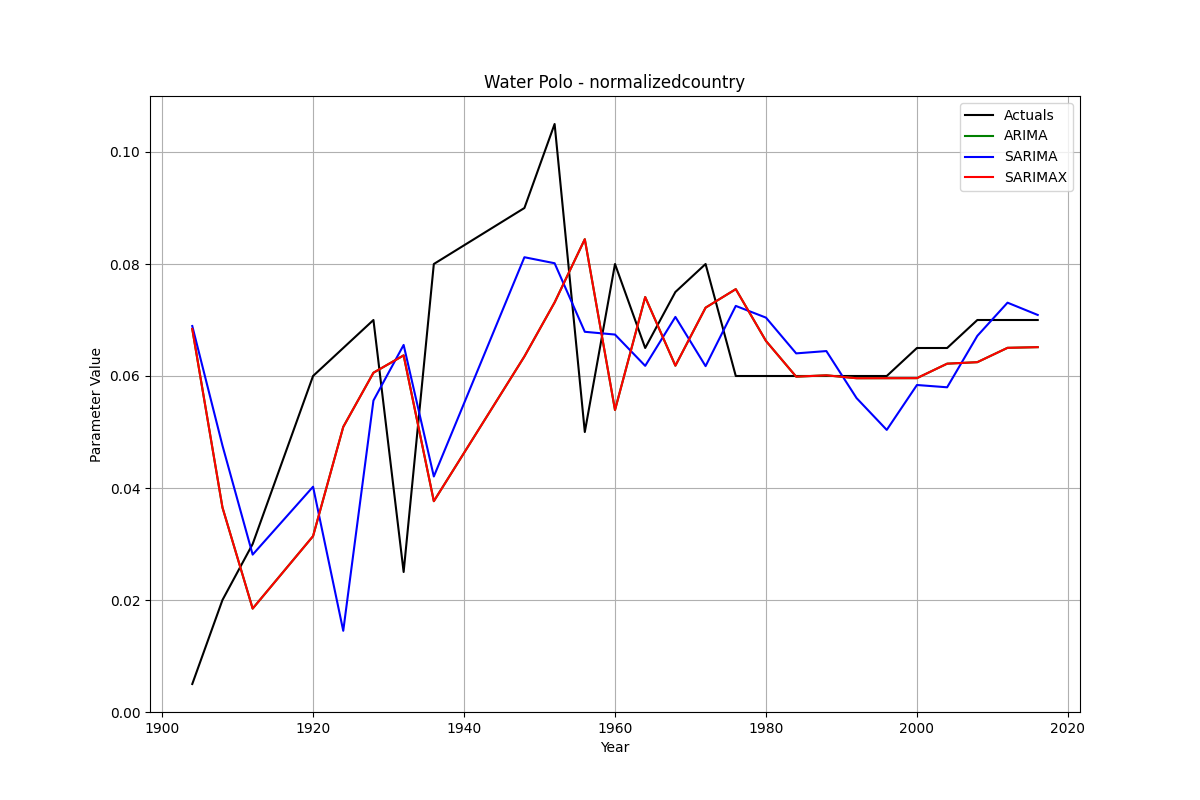 Water Polo - normalizedcountry
Actuals
ARIMA
SARIMA
SARIMAX
0.10
0.08
0.06
0.04
0.02
0.00
Parameter Value
1900 1920 1940 1960 1980 2000 2020
Year